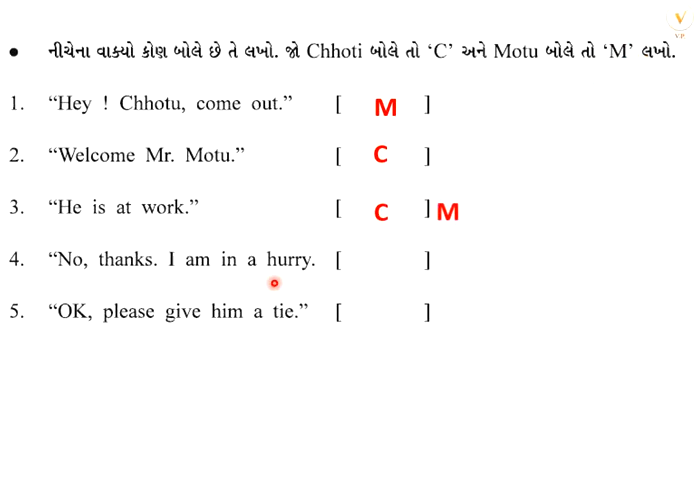 V.P.
• નીચેના વાક્યો કોણ બોલે છે તે લખો. જો Chhoti બોલે તો ‘C’ અને Motu બોલે તો ‘M’ લખો.
1. “Hey ! Chhotu, come out.” [ M ]
2. “Welcome Mr. Motu.” [ C ]
3. “He is at work.” [ C ] M
4. “No, thanks. I am in a hurry. [ ]
5. “OK, please give him a tie.” [ ]